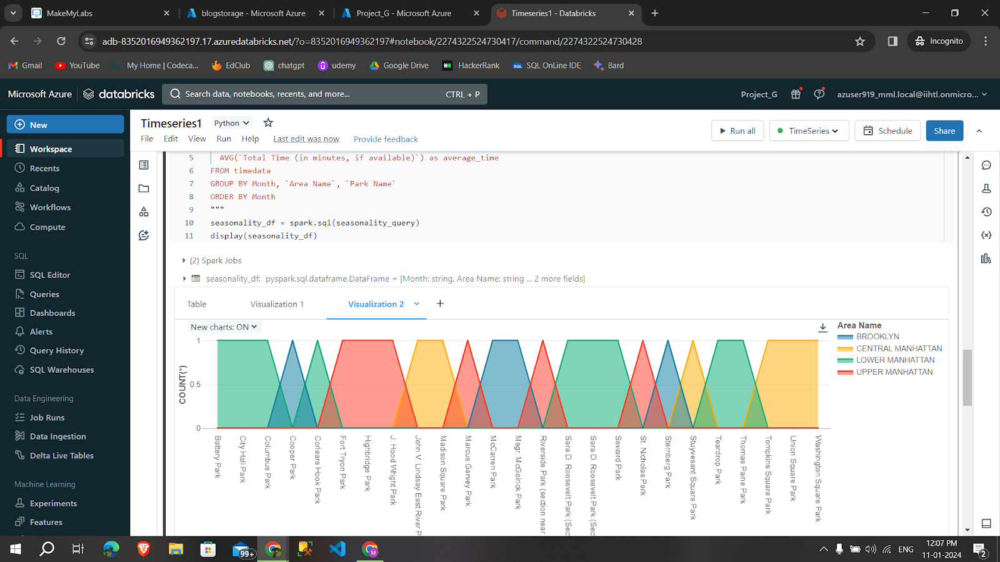 MakeMyLabs
blogstorage - Microsoft Azure
Project_G - Microsoft Azure
Timeseries1 - Databricks
adb-8352016949362197.17.azuredatabricks.net/?o=8352016949362197#notebook/2274322524730417/command/2274322524730428
Incognito
Gmail
YouTube
My Home | Codeca...
EdClub
chatgpt
udemy
Google Drive
HackerRank
SQL OnLine IDE
Bard
Microsoft Azure
databricks
Search data, notebooks, recents, and more...
CTRL + P
Project_G
azuser919_mml.local@iihtl.onmicro...
New
Workspace
Recents
Catalog
Workflows
Compute
SQL
SQL Editor
Queries
Dashboards
Alerts
Query History
SQL Warehouses
Data Engineering
Job Runs
Data Ingestion
Delta Live Tables
Machine Learning
Experiments
Features
Timeseries1
Python
File
Edit
View
Run
Help
Last edit was now
Provide feedback
Run all
TimeSeries
Schedule
Share
5 AVG(`Total Time (in minutes, if available)`) as average_time
6 FROM timedata
7 GROUP BY Month, `Area Name`, `Park Name`
8 ORDER BY Month
9 """
10 seasonality_df = spark.sql(seasonality_query)
11 display(seasonality_df)
(2) Spark Jobs
seasonality_df: pyspark.sql.dataframe.DataFrame = [Month: string, Area Name: string ... 2 more fields]
Table
Visualization 1
Visualization 2
New charts: ON
COUNT(*)
1
0.5
0
Battery Park
City Hall Park
Columbus Park
Cooper Park
Corlears Hook Park
Fort Tryon Park
Highbridge Park
J. Hood Wright Park
John V. Lindsay East River P
Madison Square Park
Marcus Garvey Park
McCarren Park
Msgr. McGolrick Park
Riverside Park (section near
Sara D. Roosevelt Park (Sec
Sara D. Roosevelt Park (Sec
Seward Park
St. Nicholas Park
Sternberg Park
Stuyvesant Square Park
Teardrop Park
Thomas Paine Park
Tompkins Square Park
Union Square Park
Washington Square Park
Area Name
BROOKLYN
CENTRAL MANHATTAN
LOWER MANHATTAN
UPPER MANHATTAN
99+
ENG
12:07 PM
11-01-2024
2